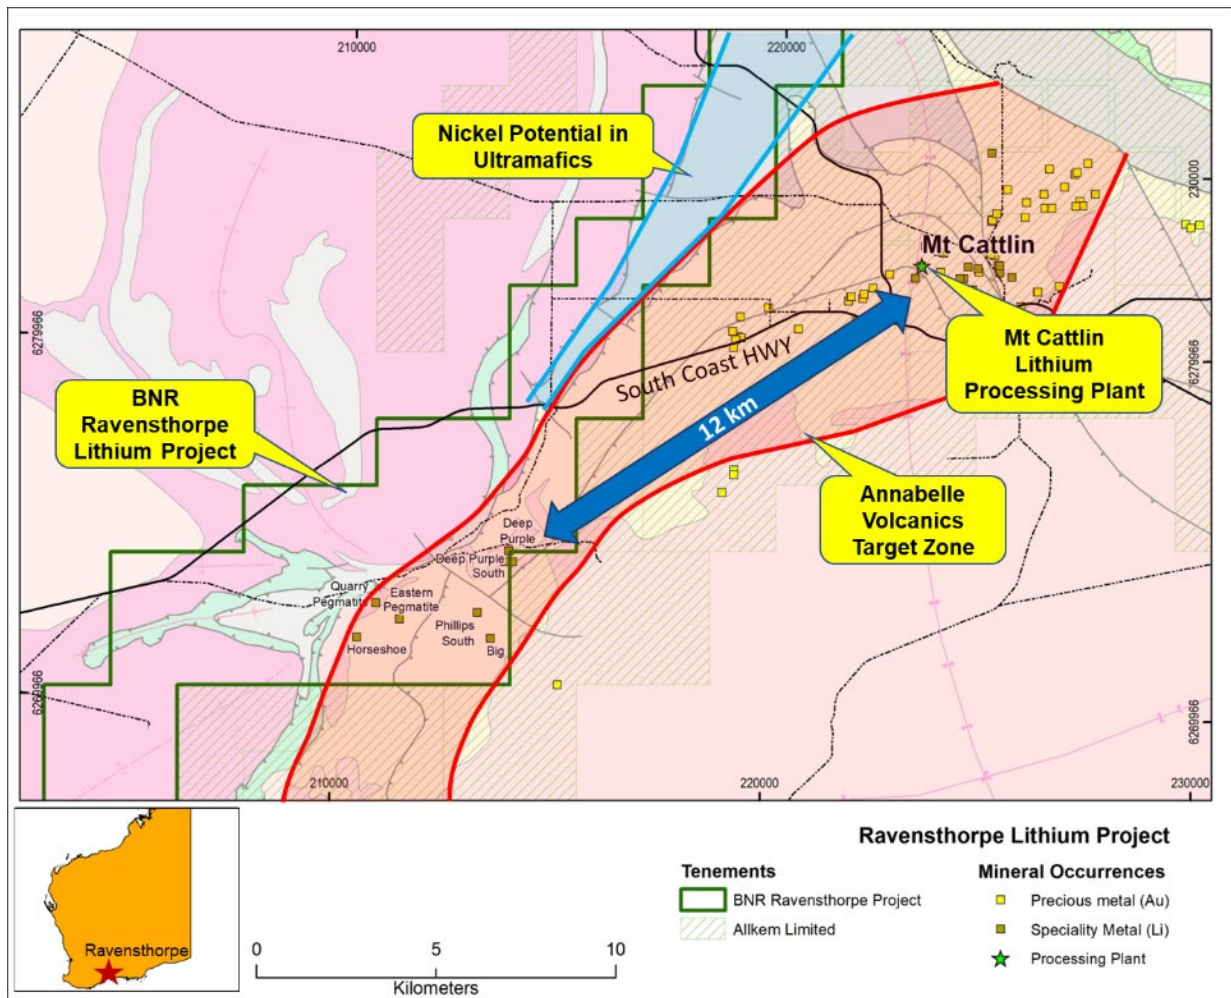 210000
220000
Nickel Potential in
Ultramafics
230000
Mt Cattlin
6279966
6279966
Mt Cattlin
Lithium
Processing Plant
South Coast HWY
BNR
Ravensthorpe
Lithium Project
12 km
Annabelle
Volcanics
Target Zone
Deep
Purple
Deep Purple
South
Quarry
Pegmatite
Eastern
Pegmatite
Phillips
South
Horseshoe
Big
6269966
6269966
210000
220000
230000
Ravensthorpe
0
5
10
Kilometers
Ravensthorpe Lithium Project
Tenements
BNR Ravensthorpe Project
Allkem Limited
Mineral Occurrences
Precious metal (Au)
Speciality Metal (Li)
Processing Plant